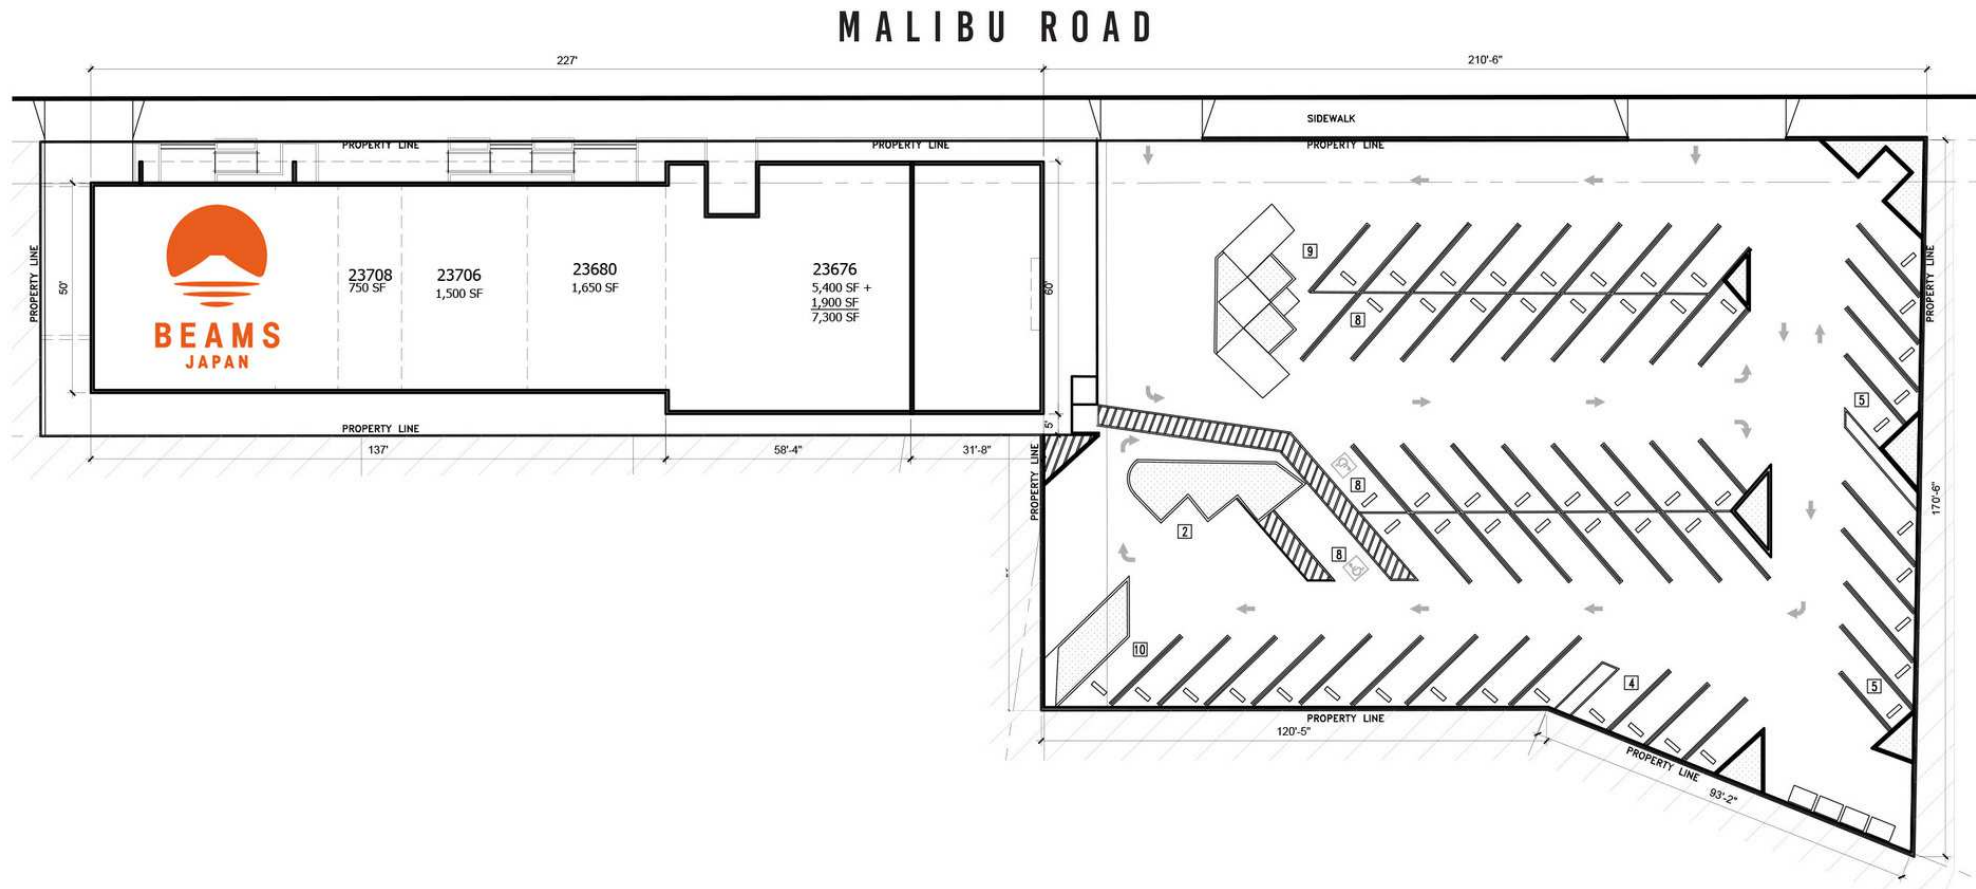 MALIBU ROAD
227'
210'-6"
SIDEWALK
PROPERTY LINE
PROPERTY LINE
PROPERTY LINE
PROPERTY LINE
50'
BEAMS
JAPAN
23708
750 SF
23706
1,500 SF
23680
1,650 SF
23676
5,400 SF +
1,900 SF
7,300 SF
60'
5'
9
8
PROPERTY LINE
5
PROPERTY LINE
137'
58'-4"
31'-8"
PROPERTY LINE
8
2
8
170'-6"
10
4
5
PROPERTY LINE
120'-5"
PROPERTY LINE
93'-2"